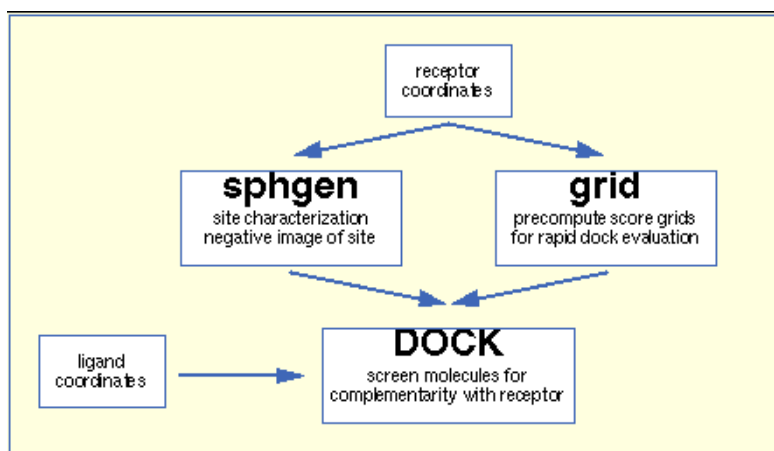 receptor
coordinates
sphgen
site characterization
negative image of site
grid
precompute score grids
for rapid dock evaluation
DOCK
screen molecules for
complementarity with receptor
ligand
coordinates